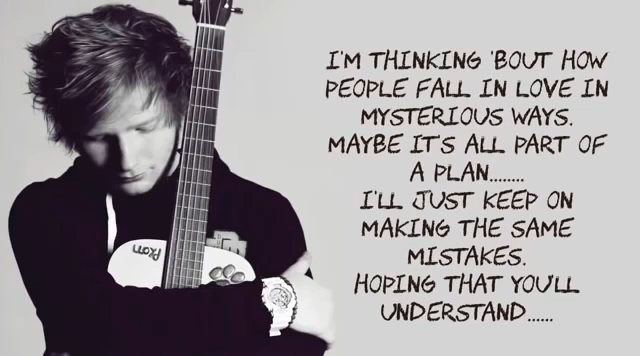 I'M THINKING 'BOUT HOW
PEOPLE FALL IN LOVE IN
MYSTERIOUS WAYS.
MAYBE IT'S ALL PART OF
A PLAN........
I'LL JUST KEEP ON
MAKING THE SAME
MISTAKES.
HOPING THAT YOU'LL
UNDERSTAND......